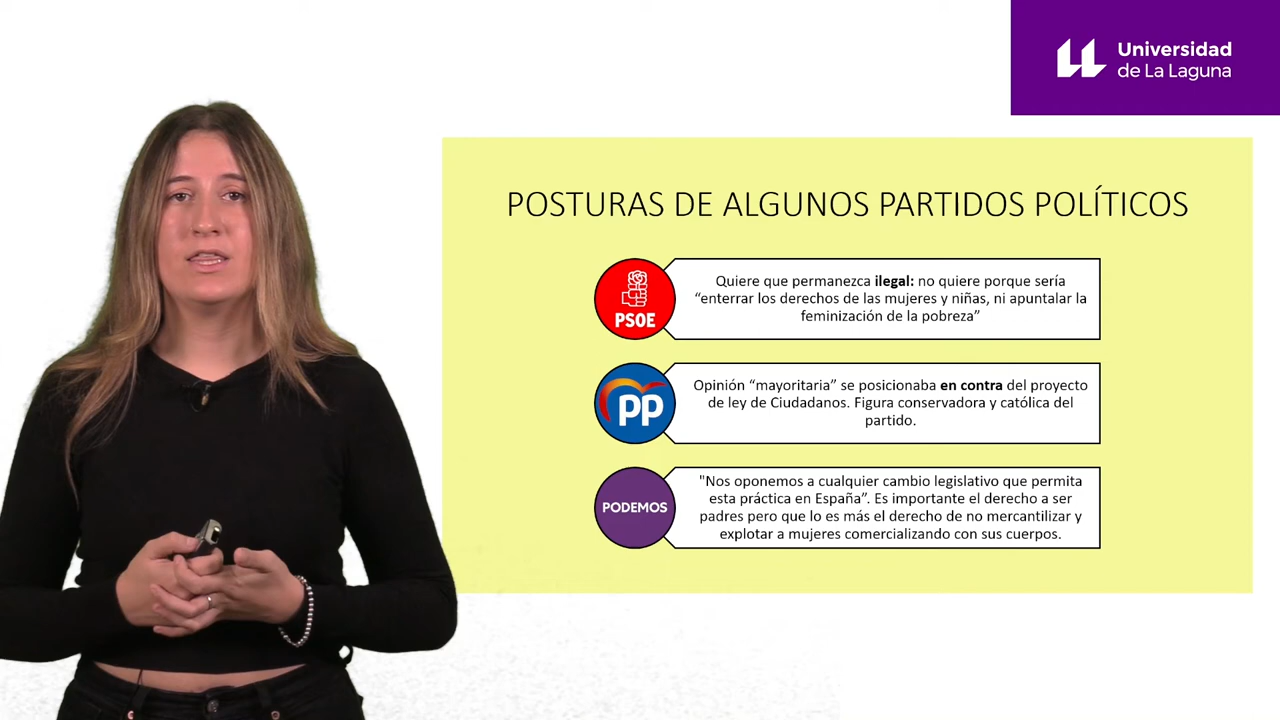 Universidad
de La Laguna
POSTURAS DE ALGUNOS PARTIDOS POLÍTICOS
PSOE
Quiere que permanezca ilegal: no quiere porque sería
“enterrar los derechos de las mujeres y niñas, ni apuntalar la
feminización de la pobreza”
pp
Opinión “mayoritaria” se posicionaba en contra del proyecto
de ley de Ciudadanos. Figura conservadora y católica del
partido.
PODEMOS
"Nos oponemos a cualquier cambio legislativo que permita
esta práctica en España”. Es importante el derecho a ser
padres pero que lo es más el derecho de no mercantilizar y
explotar a mujeres comercializando con sus cuerpos.